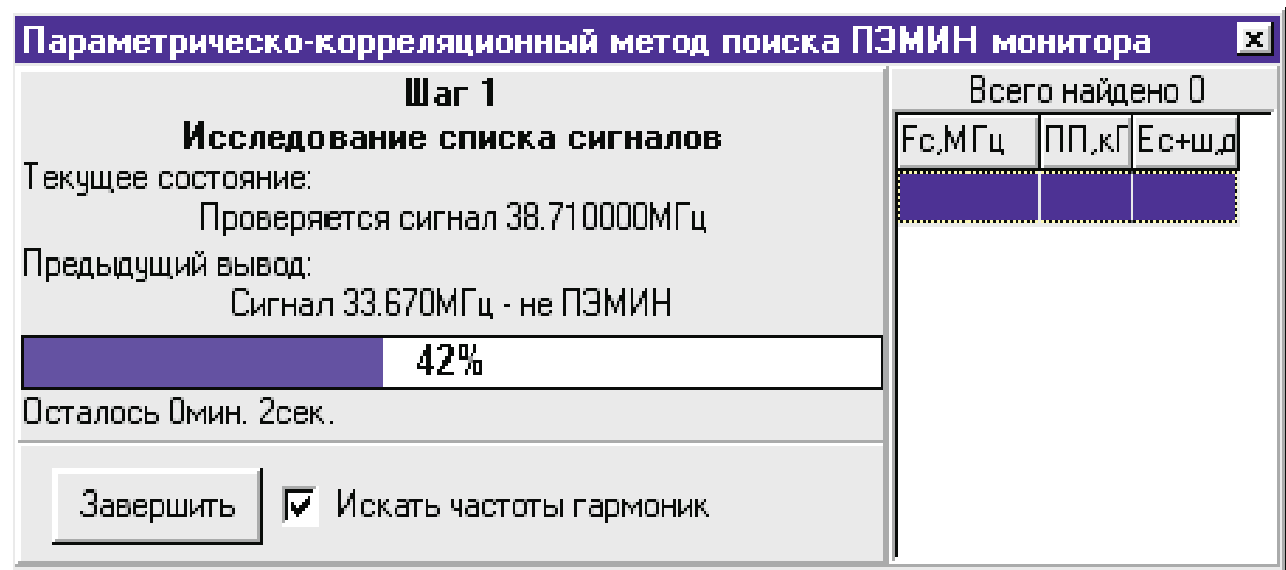 Параметрическо-корреляционный метод поиска ПЭМИН монитора
Шаг 1
Исследование списка сигналов
Текущее состояние:
Проверяется сигнал 38.710000МГц
Предыдущий вывод:
Сигнал 33.670МГц - не ПЭМИН
42%
Осталось 0мин. 2сек.
Завершить
Искать частоты гармоник
Всего найдено 0
Fc,МГц ПП,кГ Ес+ш,д